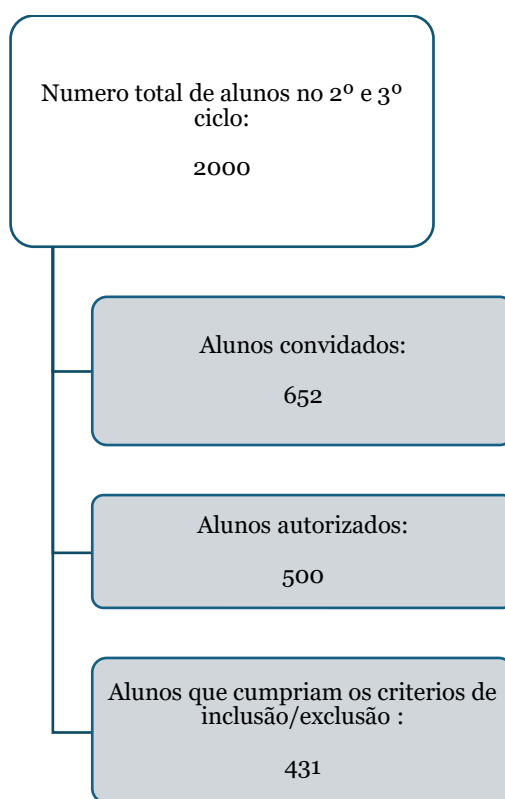 Numero total de alunos no 2º e 3º
ciclo:
2000
Alunos convidados:
652
Alunos autorizados:
500
Alunos que cumpriam os criterios de
inclusão/exclusão :
431